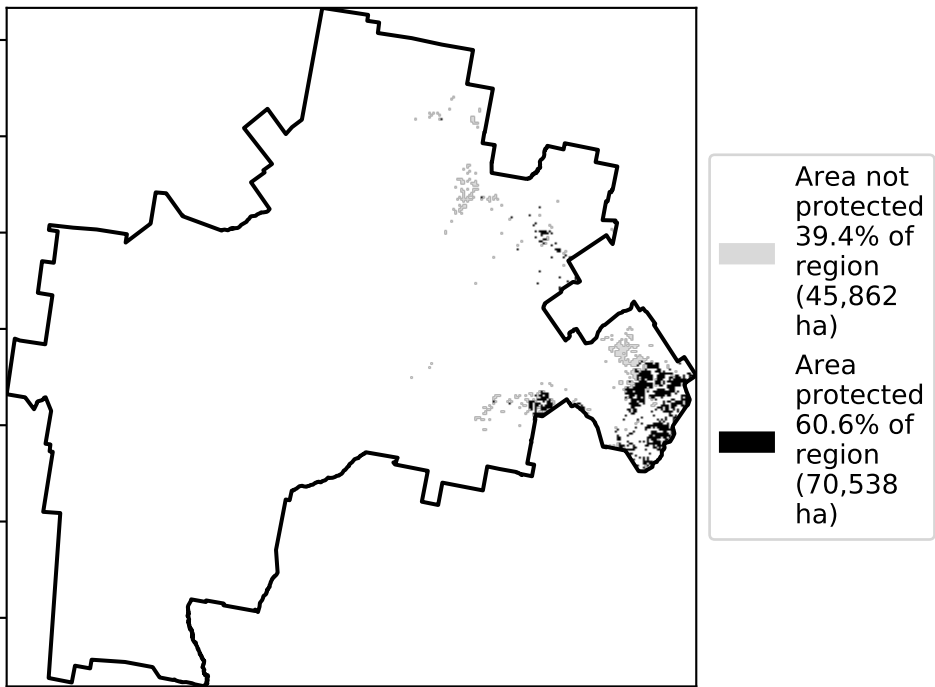 Area not
protected
39.4% of
region
(45,862
ha)
Area
protected
60.6% of
region
(70,538
ha)